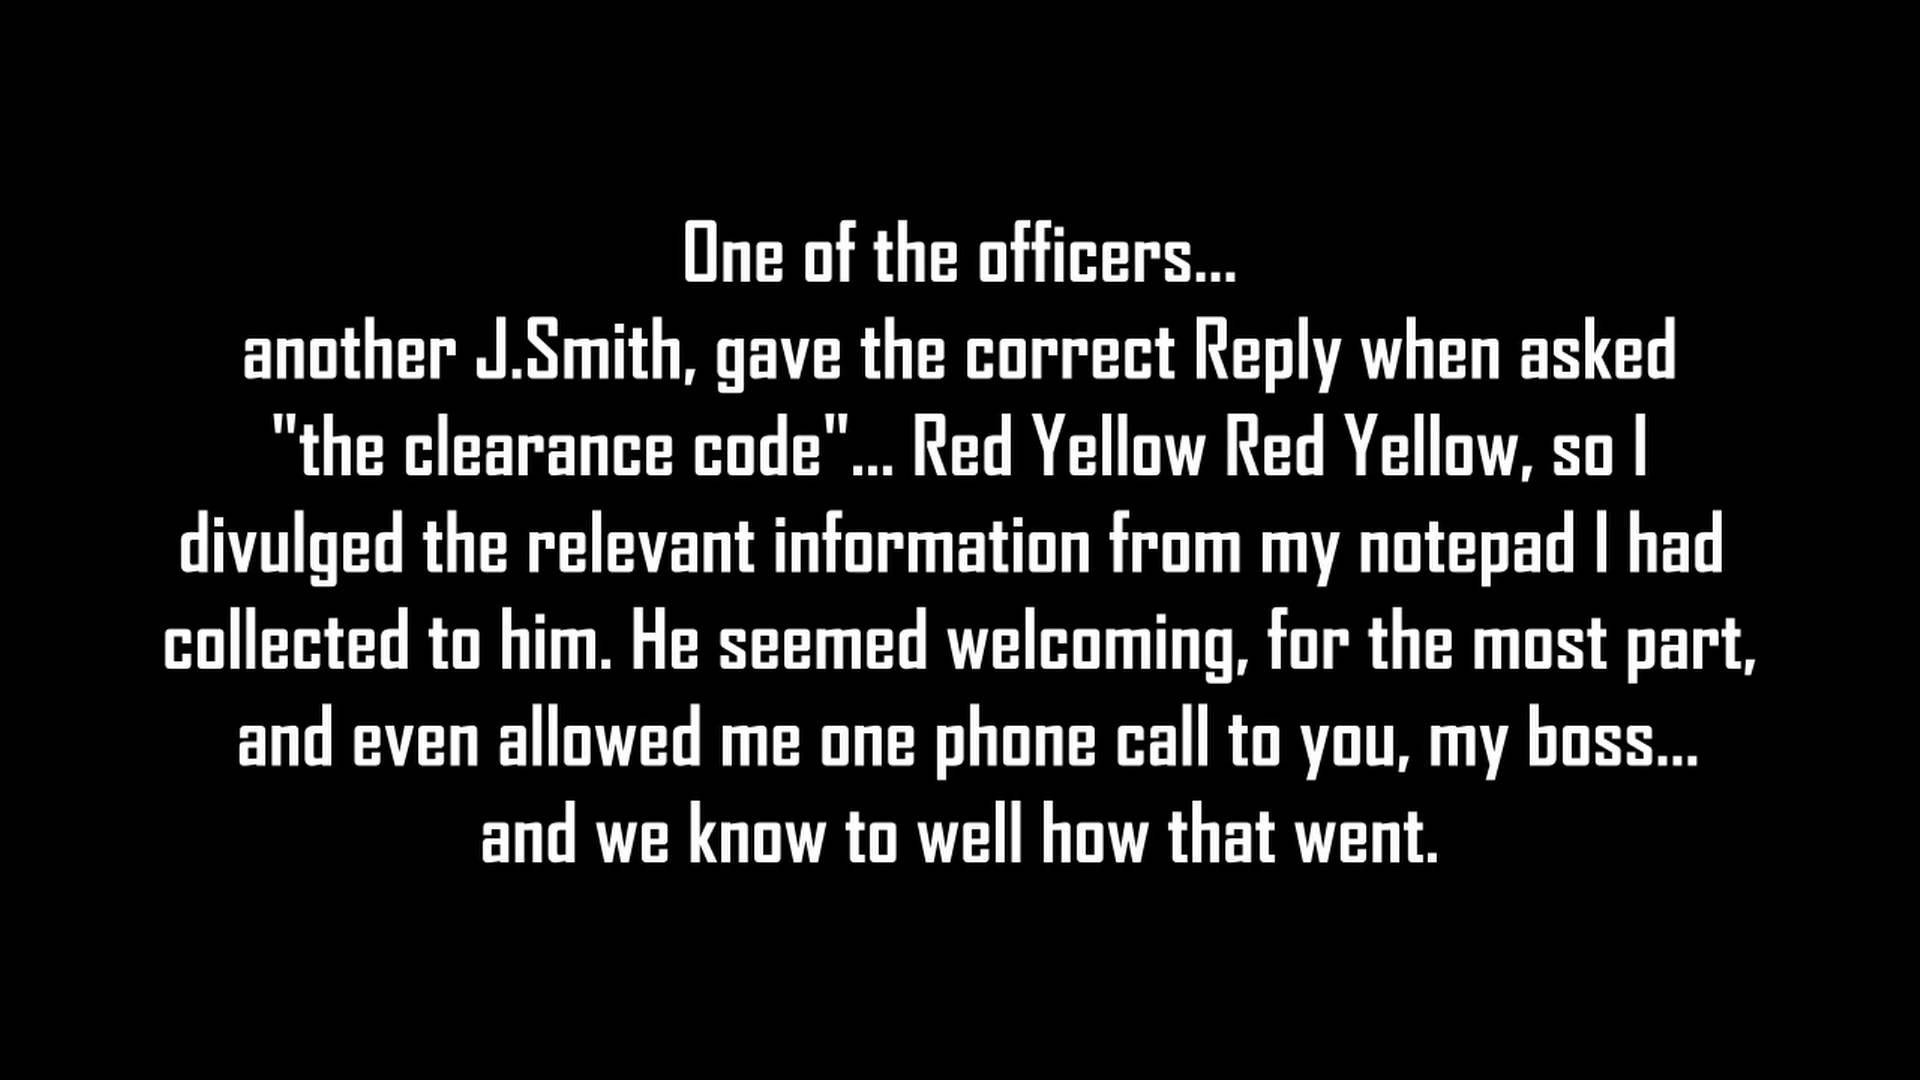 One of the officers...
another J.Smith, gave the correct Reply when asked
"the clearance code"... Red Yellow Red Yellow, so I
divulged the relevant information from my notepad I had
collected to him. He seemed welcoming, for the most part,
and even allowed me one phone call to you, my boss...
and we know to well how that went.